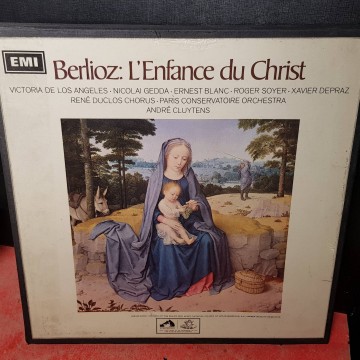 EMI
Berlioz: L'Enfance du Christ
VICTORIA DE LOS ANGELES · NICOLAI GEDDA · ERNEST BLANC · ROGER SOYER · XAVIER DEPRAZ
RENÉ DUCLOS CHORUS · PARIS CONSERVATOIRE ORCHESTRA
ANDRÉ CLUYTENS